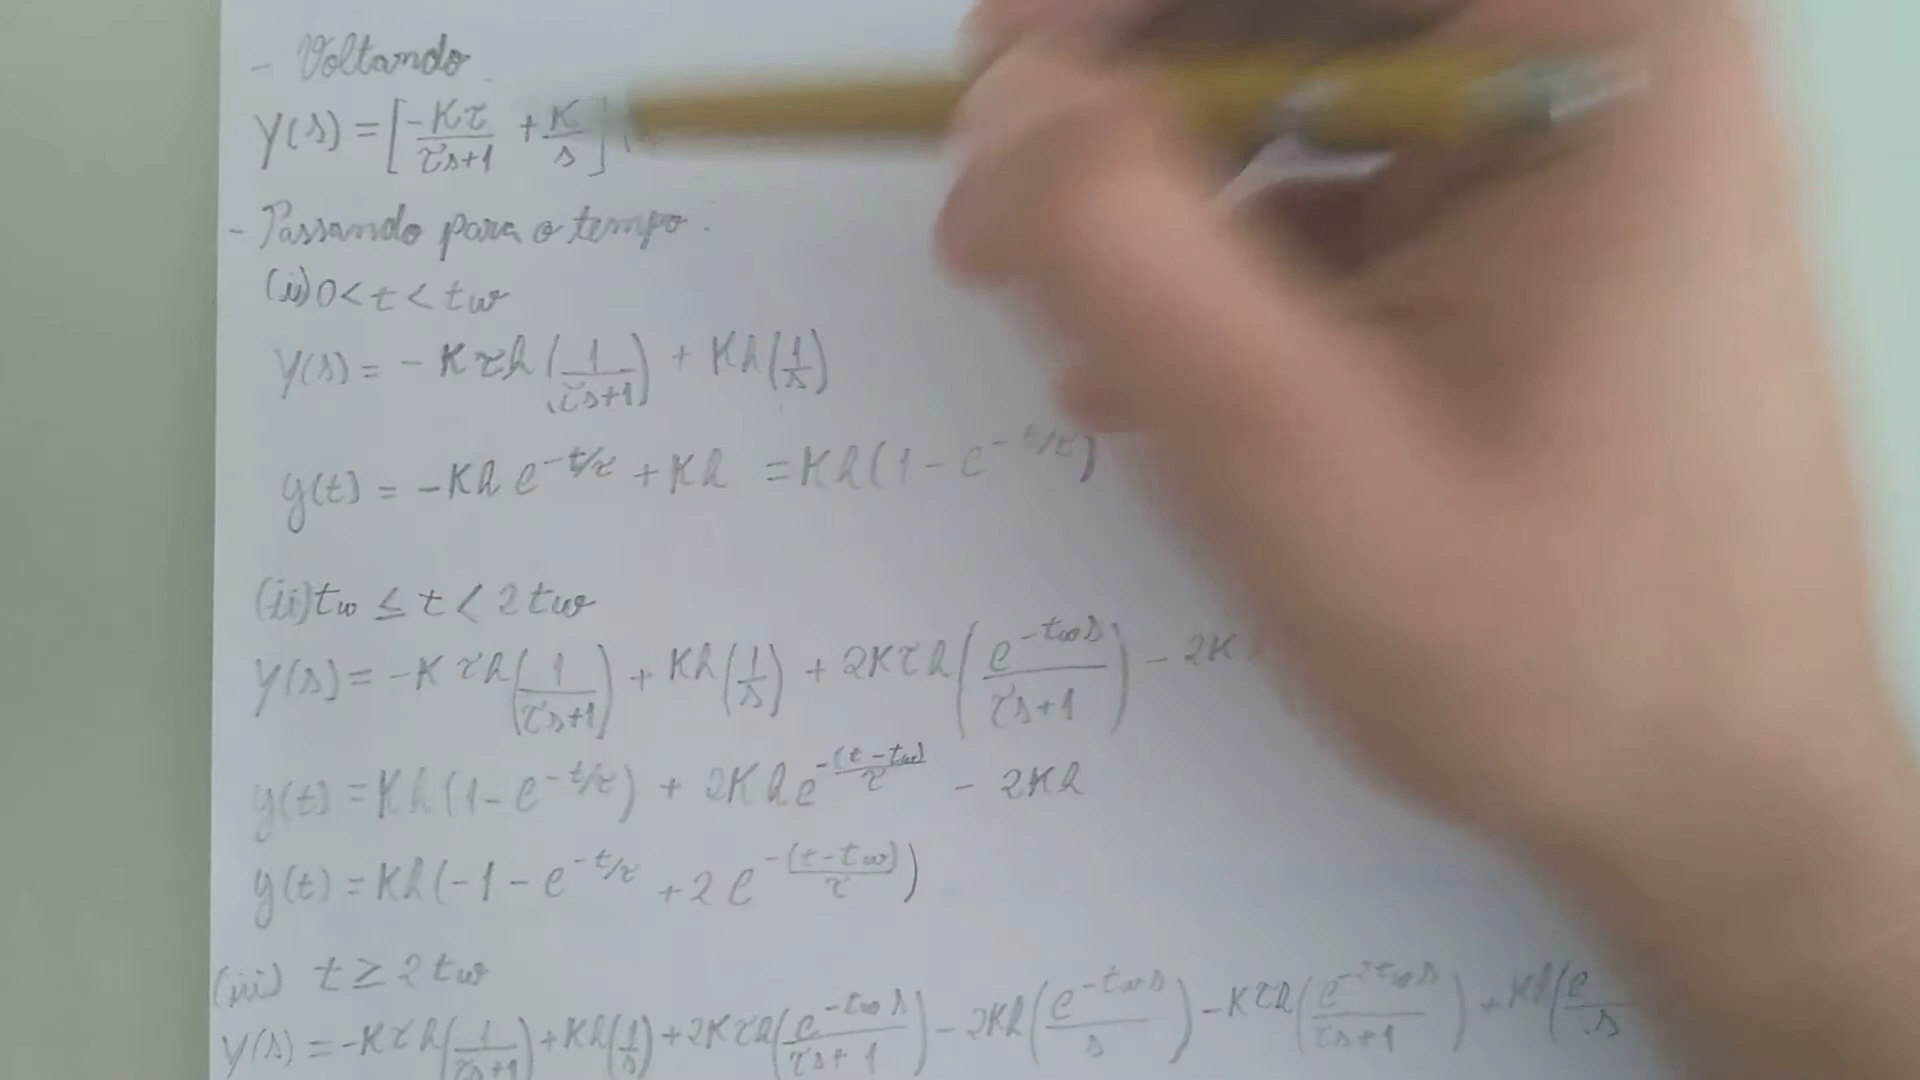 - Voltando
Y(s) = [-Kτ/(τs+1) + K/s]
- Passando para o tempo.
(i) 0 < t < tw
Y(s) = -Kτh(1/(τs+1)) + Kh(1/s)
y(t) = -Kh e^(-t/τ) + Kh = Kh(1 - e^(-t/τ))
(ii) tw ≤ t < 2tw
Y(s) = -Kτh(1/(τs+1)) + Kh(1/s) + 2Kτh(e^(-tws)/(τs+1)) - 2K
y(t) = Kh(1 - e^(-t/τ)) + 2Kh e^(-(t-tw)/τ) - 2Kh
y(t) = Kh(-1 - e^(-t/τ) + 2e^(-(t-tw)/τ))
(iii) t ≥ 2tw
Y(s) = -Kτh(1/(τs+1)) + Kh(1/s) + 2Kτh(e^(-tws)/(τs+1)) - 2Kh(e^(-tws)/s) - Kτh(e^(-2tws)/(τs+1)) + Kh(e/s